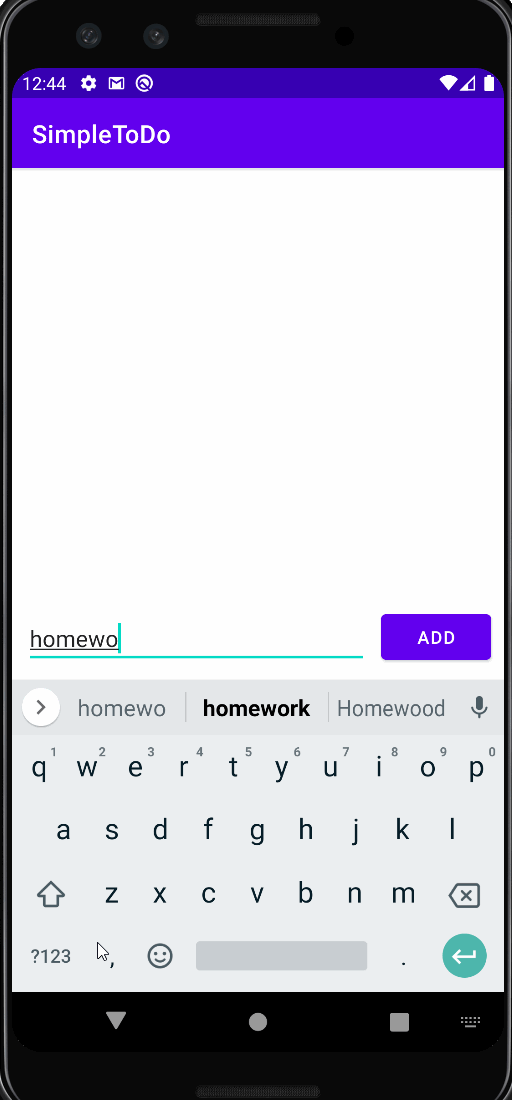 12:44
SimpleToDo
homewo
ADD
homewo homework Homewood
1 2 3 4 5 6 7 8 9 0
q w e r t y u i o p
a s d f g h j k l
z x c v b n m
?123 , .